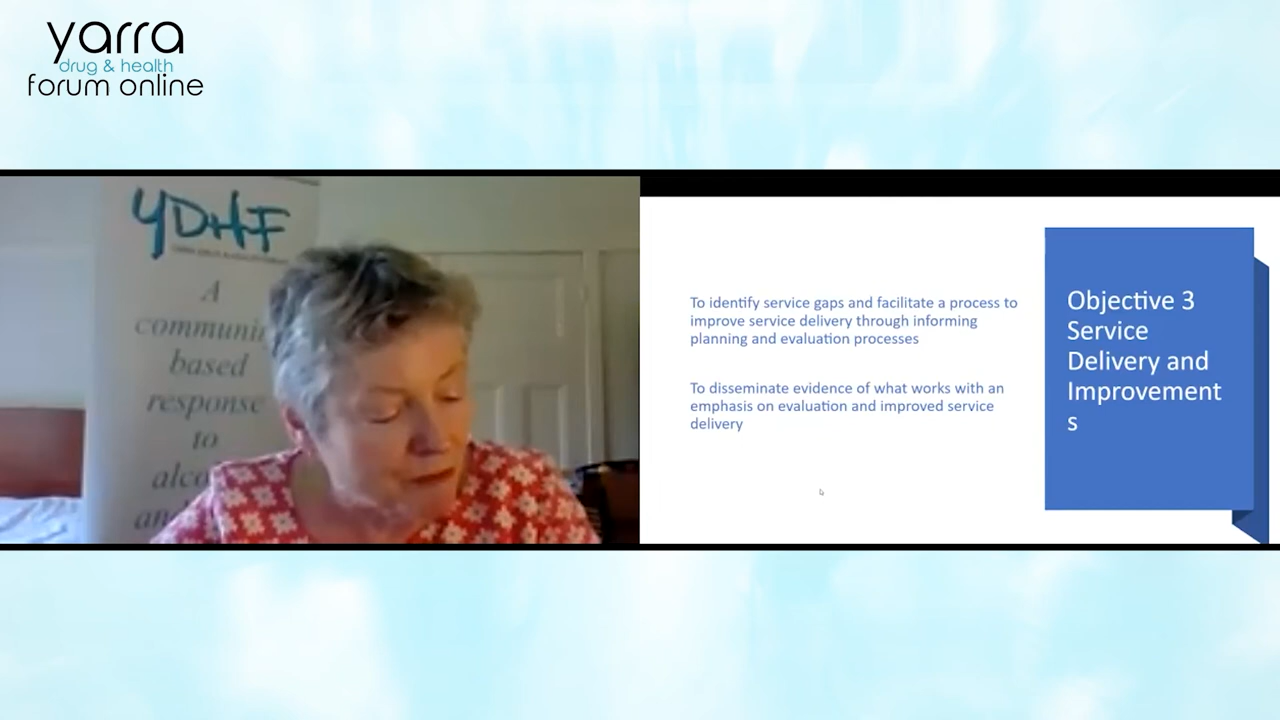 yarra
drug & health
forum online
YDHF
A
communi
based
response
to
alco
an
To identify service gaps and facilitate a process to
improve service delivery through informing
planning and evaluation processes
To disseminate evidence of what works with an
emphasis on evaluation and improved service
delivery
Objective 3
Service
Delivery and
Improvement
s